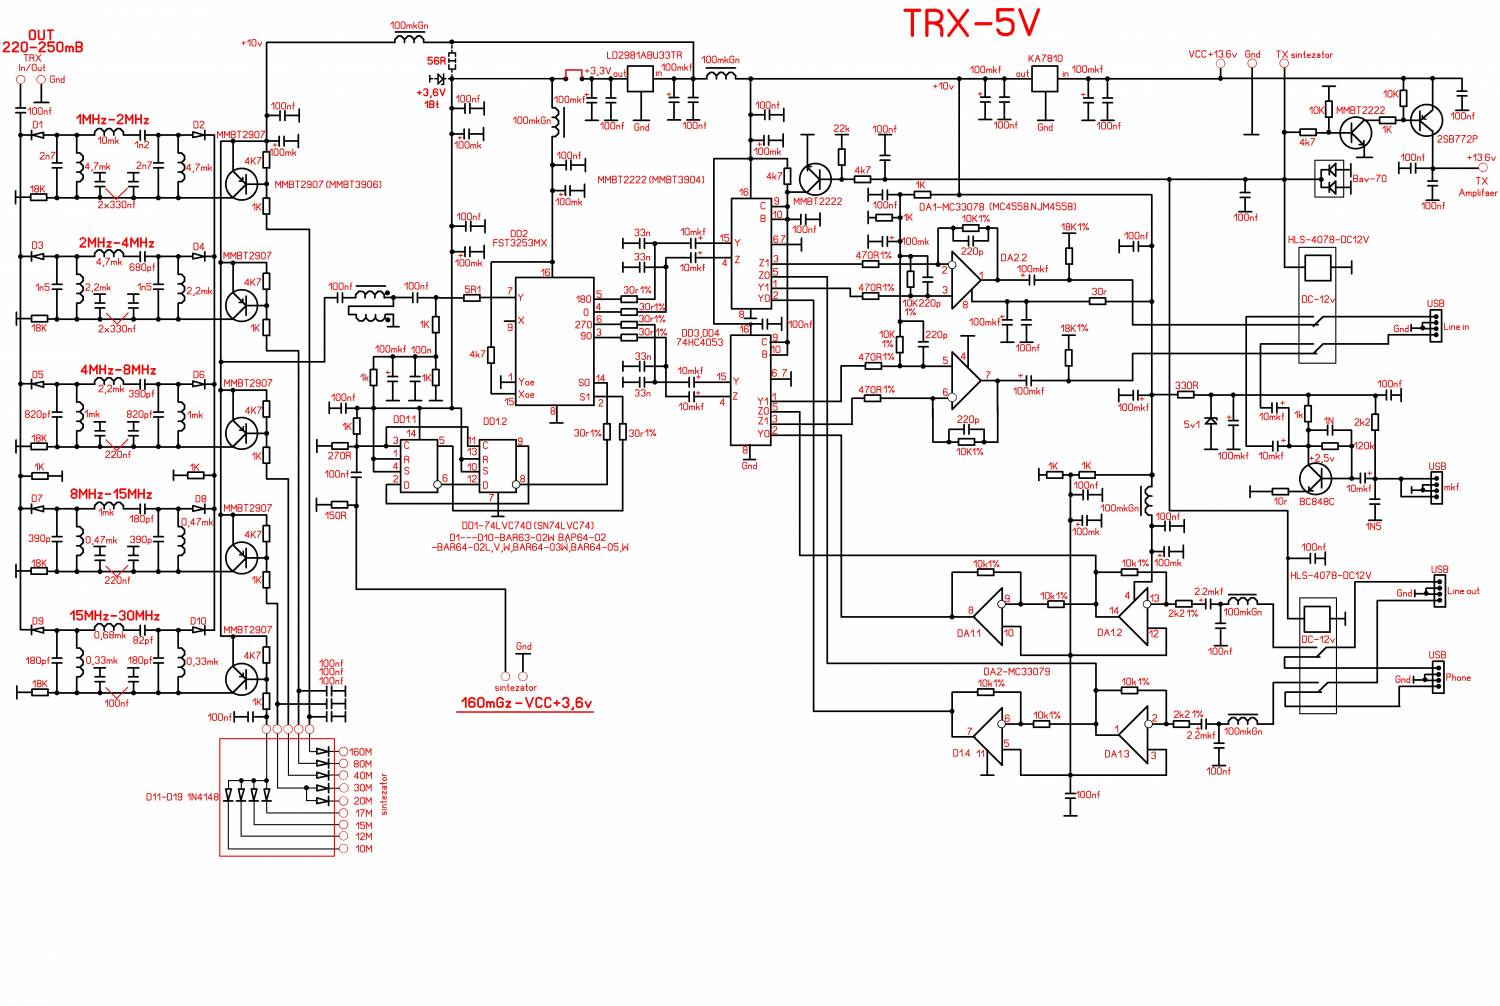 TRX-5V
OUT
220-250mB
TRX
In/Out
Gnd
100nf
1MHz-2MHz
D1
10mk
1n2
D2
2n7
4,7mk
2n7
4,7mk
18K
2x330nf
MMBT2907
4K7
1K
MMBT2907 (MMBT3906)
2MHz-4MHz
D3
4,7mk
680pf
D4
1n5
2,2mk
1n5
2,2mk
18K
2x330nf
MMBT2907
4K7
1K
4MHz-8MHz
D5
2,2mk
390pf
D6
820pf
1mk
820pf
1mk
18K
220nf
MMBT2907
4K7
1K
1K
1K
8MHz-15MHz
D7
1mk
180pf
D8
390p
0,47mk
390p
0,47mk
18K
220nf
MMBT2907
4K7
1K
15MHz-30MHz
D9
0,68mk
82pf
D10
180pf
0,33mk
180pf
0,33mk
18K
100nf
MMBT2907
4K7
1K
100nf
100nf
100nf
100nf
D11-D19 1N4148
160M
80M
40M
30M
20M
17M
15M
12M
10M
sintezator
+10v
100mkGn
56R
+3,6V
1Bt
100nf
100mk
100nf
100mk
100nf
100mk
100mkGn
100nf
100mk
+3,3V
LD2981ABU33TR
out
in
100mkf
100nf
Gnd
100mkf
100nf
100mkGn
MMBT2222 (MMBT3904)
DD2
FST3253MX
16
7
Y
X
9
1
Yoe
15
Xoe
8
180
5
0
4
270
6
90
3
S0
14
S1
2
4k7
5R1
100nf
100nf
1K
100mkf
100n
1k
1K
100nf
1K
270R
100nf
150R
DD1.1
14
3
C
1
R
4
S
2
D
5
6
DD1.2
11
C
13
R
10
S
12
D
9
8
7
DD1-74LVC74D (SN74LVC74)
D1---D10-BAR63-02W BAP64-02
-BAR64-02L,V,W,BAR64-03W,BAR64-05,W
sintezator
Gnd
160mGz-VCC+3,6v
30r1%
30r1%
30r1%
30r1%
30r1%
30r1%
33n
33n
33n
33n
10mkf
10mkf
10mkf
10mkf
100nf
100mk
4k7
MMBT2222
22k
4k7
100nf
16
C
9
B
10
100nf
6.7
15
Y
4
Z
Z1
3
Z0
5
Y1
1
Y0
2
8
100nf
DD3,DD4
74HC4053
16
C
9
B
10
6 7
15
Y
4
Z
Y1
1
Z0
5
Z1
3
Y0
2
8
Gnd
+10v
100mkf
100nf
KA7810
out
in
Gnd
100mkf
100nf
1K
100nf
1K
100mk
DA1-MC33078 (MC4558.NJM4558)
10K1%
220p
DA2.2
2
3
1
8
470R1%
470R1%
10K
1%
220p
100mkf
18K1%
100mkf
100nf
30r
10K
1%
220p
470R1%
470R1%
5
6
4
7
18K1%
100mkf
220p
10K1%
100nf
100mkf
1K
1K
100nf
100mk
100mkGn
100nf
100mk
10k1%
8
9
10
DA1.1
10k1%
10k1%
4
13
14
12
DA1.2
2k2 1%
2.2mkf
100mkGn
100nf
DA2-MC33079
10k1%
7
6
5
11
D1.4
10k1%
10k1%
1
2
3
DA1.3
2k2 1%
2.2mkf
100mkGn
100nf
100nf
VCC+13.6v
Gnd
TX sintezator
10K
MMBT2222
4k7
10K
1K
2SB772P
100nf
100nf
100nf
+13.6v
TX
Amplifaer
Bav-70
100nf
HLS-4078-DC12V
DC-12v
USB
Gnd
Line in
330R
5v1
100mkf
10mkf
10mkf
1k
1N
120k
2k2
100nf
+2,5v
BC848C
10r
10mkf
1N5
USB
mkf
100nf
HLS-4078-DC12V
DC-12v
USB
Gnd
Line out
USB
Gnd
Phone